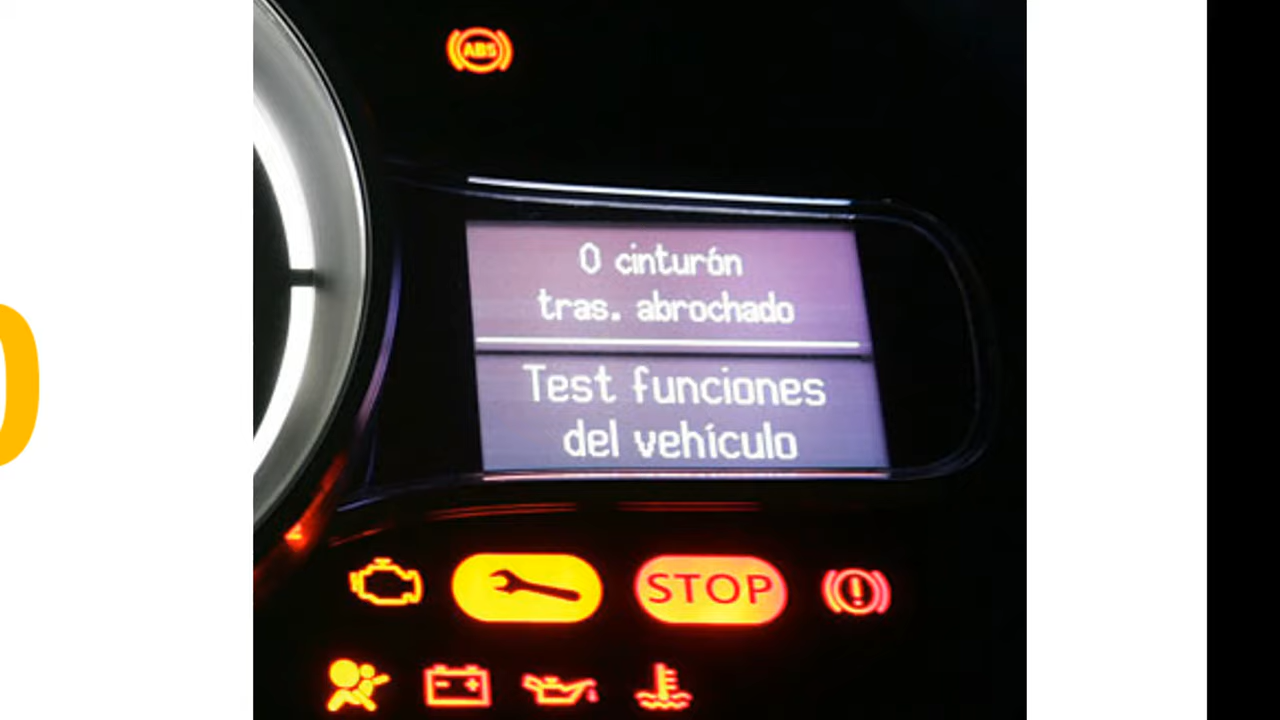 ABS
0 cinturón
tras. abrochado
Test funciones
del vehículo
STOP